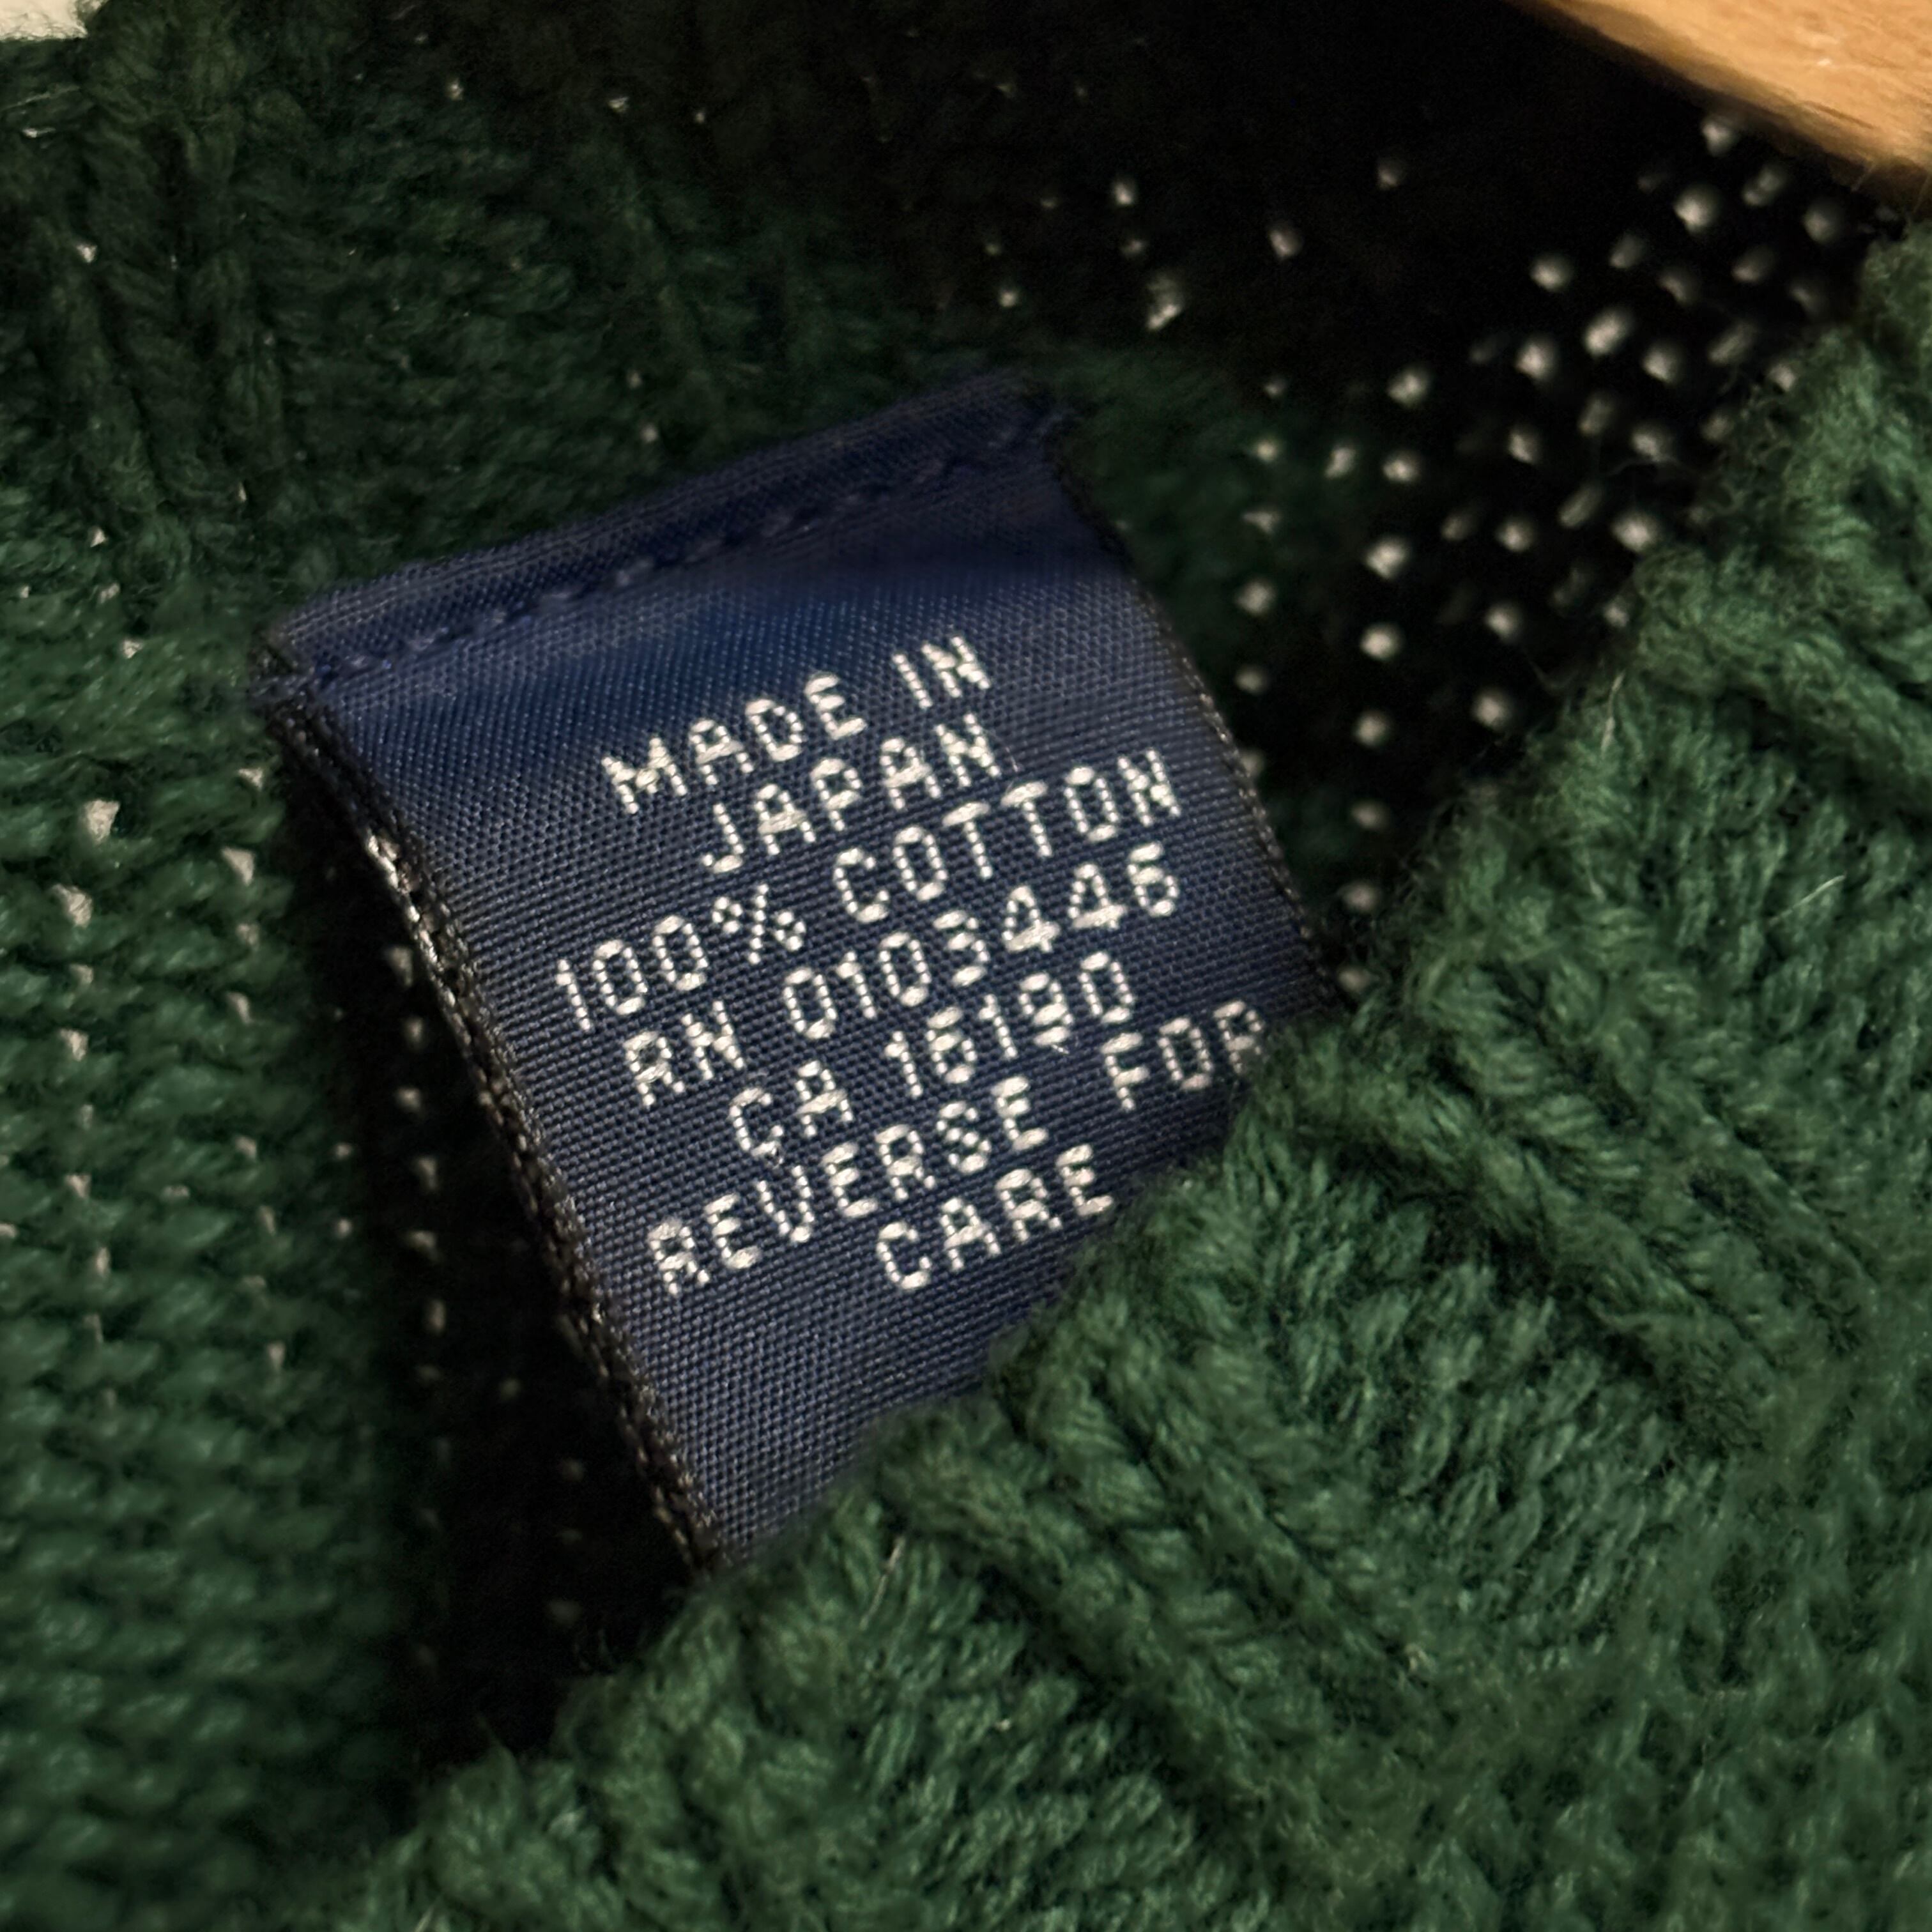 MADE IN
JAPAN
100% COTTON
RN 0103446
CA 16190
REVERSE FOR
CARE